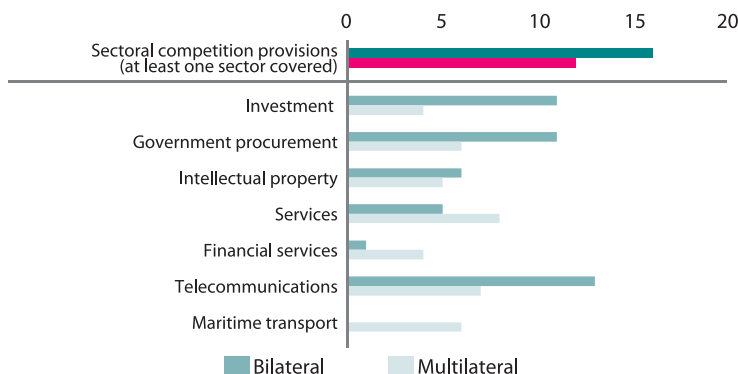 0 5 10 15 20
Sectoral competition provisions
(at least one sector covered)
Investment
Government procurement
Intellectual property
Services
Financial services
Telecommunications
Maritime transport
Bilateral Multilateral